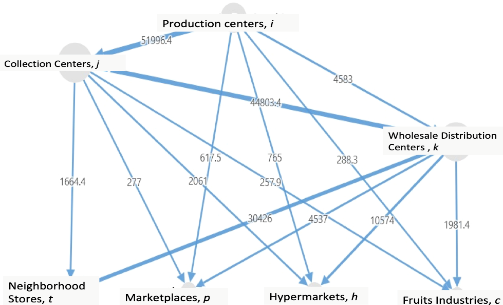 Production centers, i
51996.4
Collection Centers, j
4583
44803.4
Wholesale Distribution
Centers , k
617.5
765
288.3
1664.4
277
2061
257.9
30426
4537
10574
1981.4
Neighborhood
Stores, t
Marketplaces, p
Hypermarkets, h
Fruits Industries, c